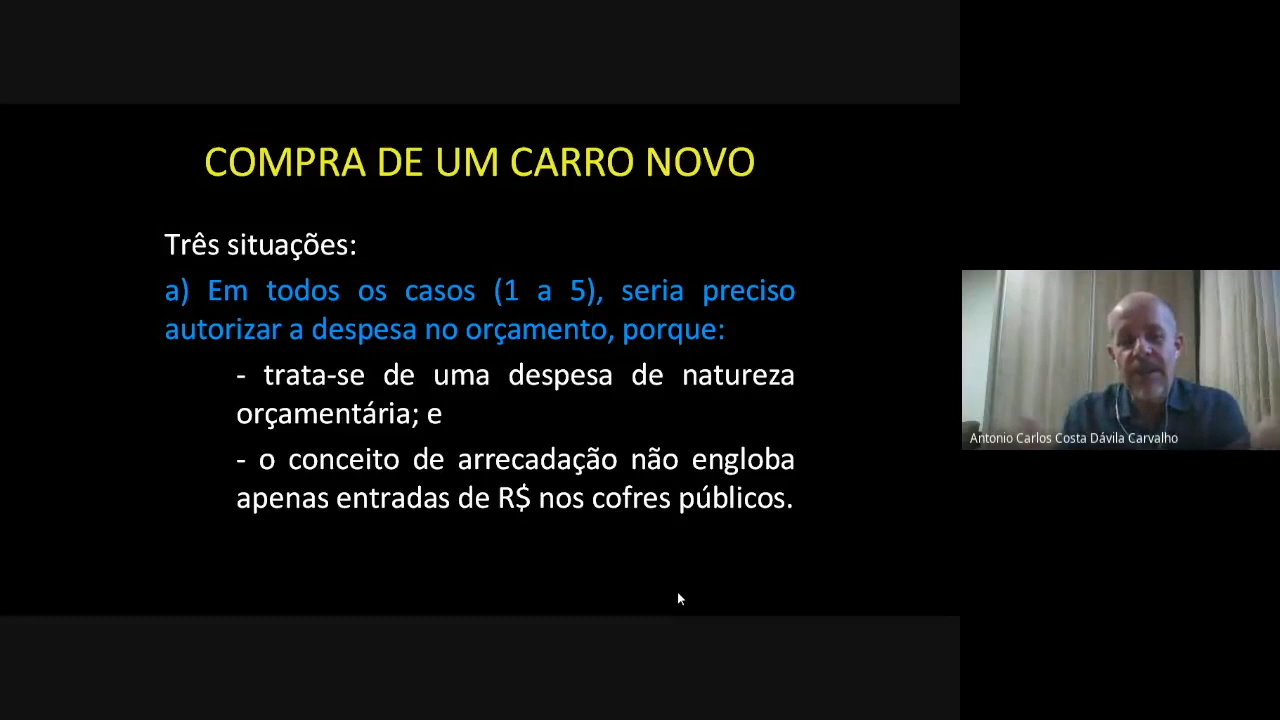 COMPRA DE UM CARRO NOVO
Três situações:
a) Em todos os casos (1 a 5), seria preciso
autorizar a despesa no orçamento, porque:
- trata-se de uma despesa de natureza
orçamentária; e
- o conceito de arrecadação não engloba
apenas entradas de R$ nos cofres públicos.
Antonio Carlos Costa Dávila Carvalho